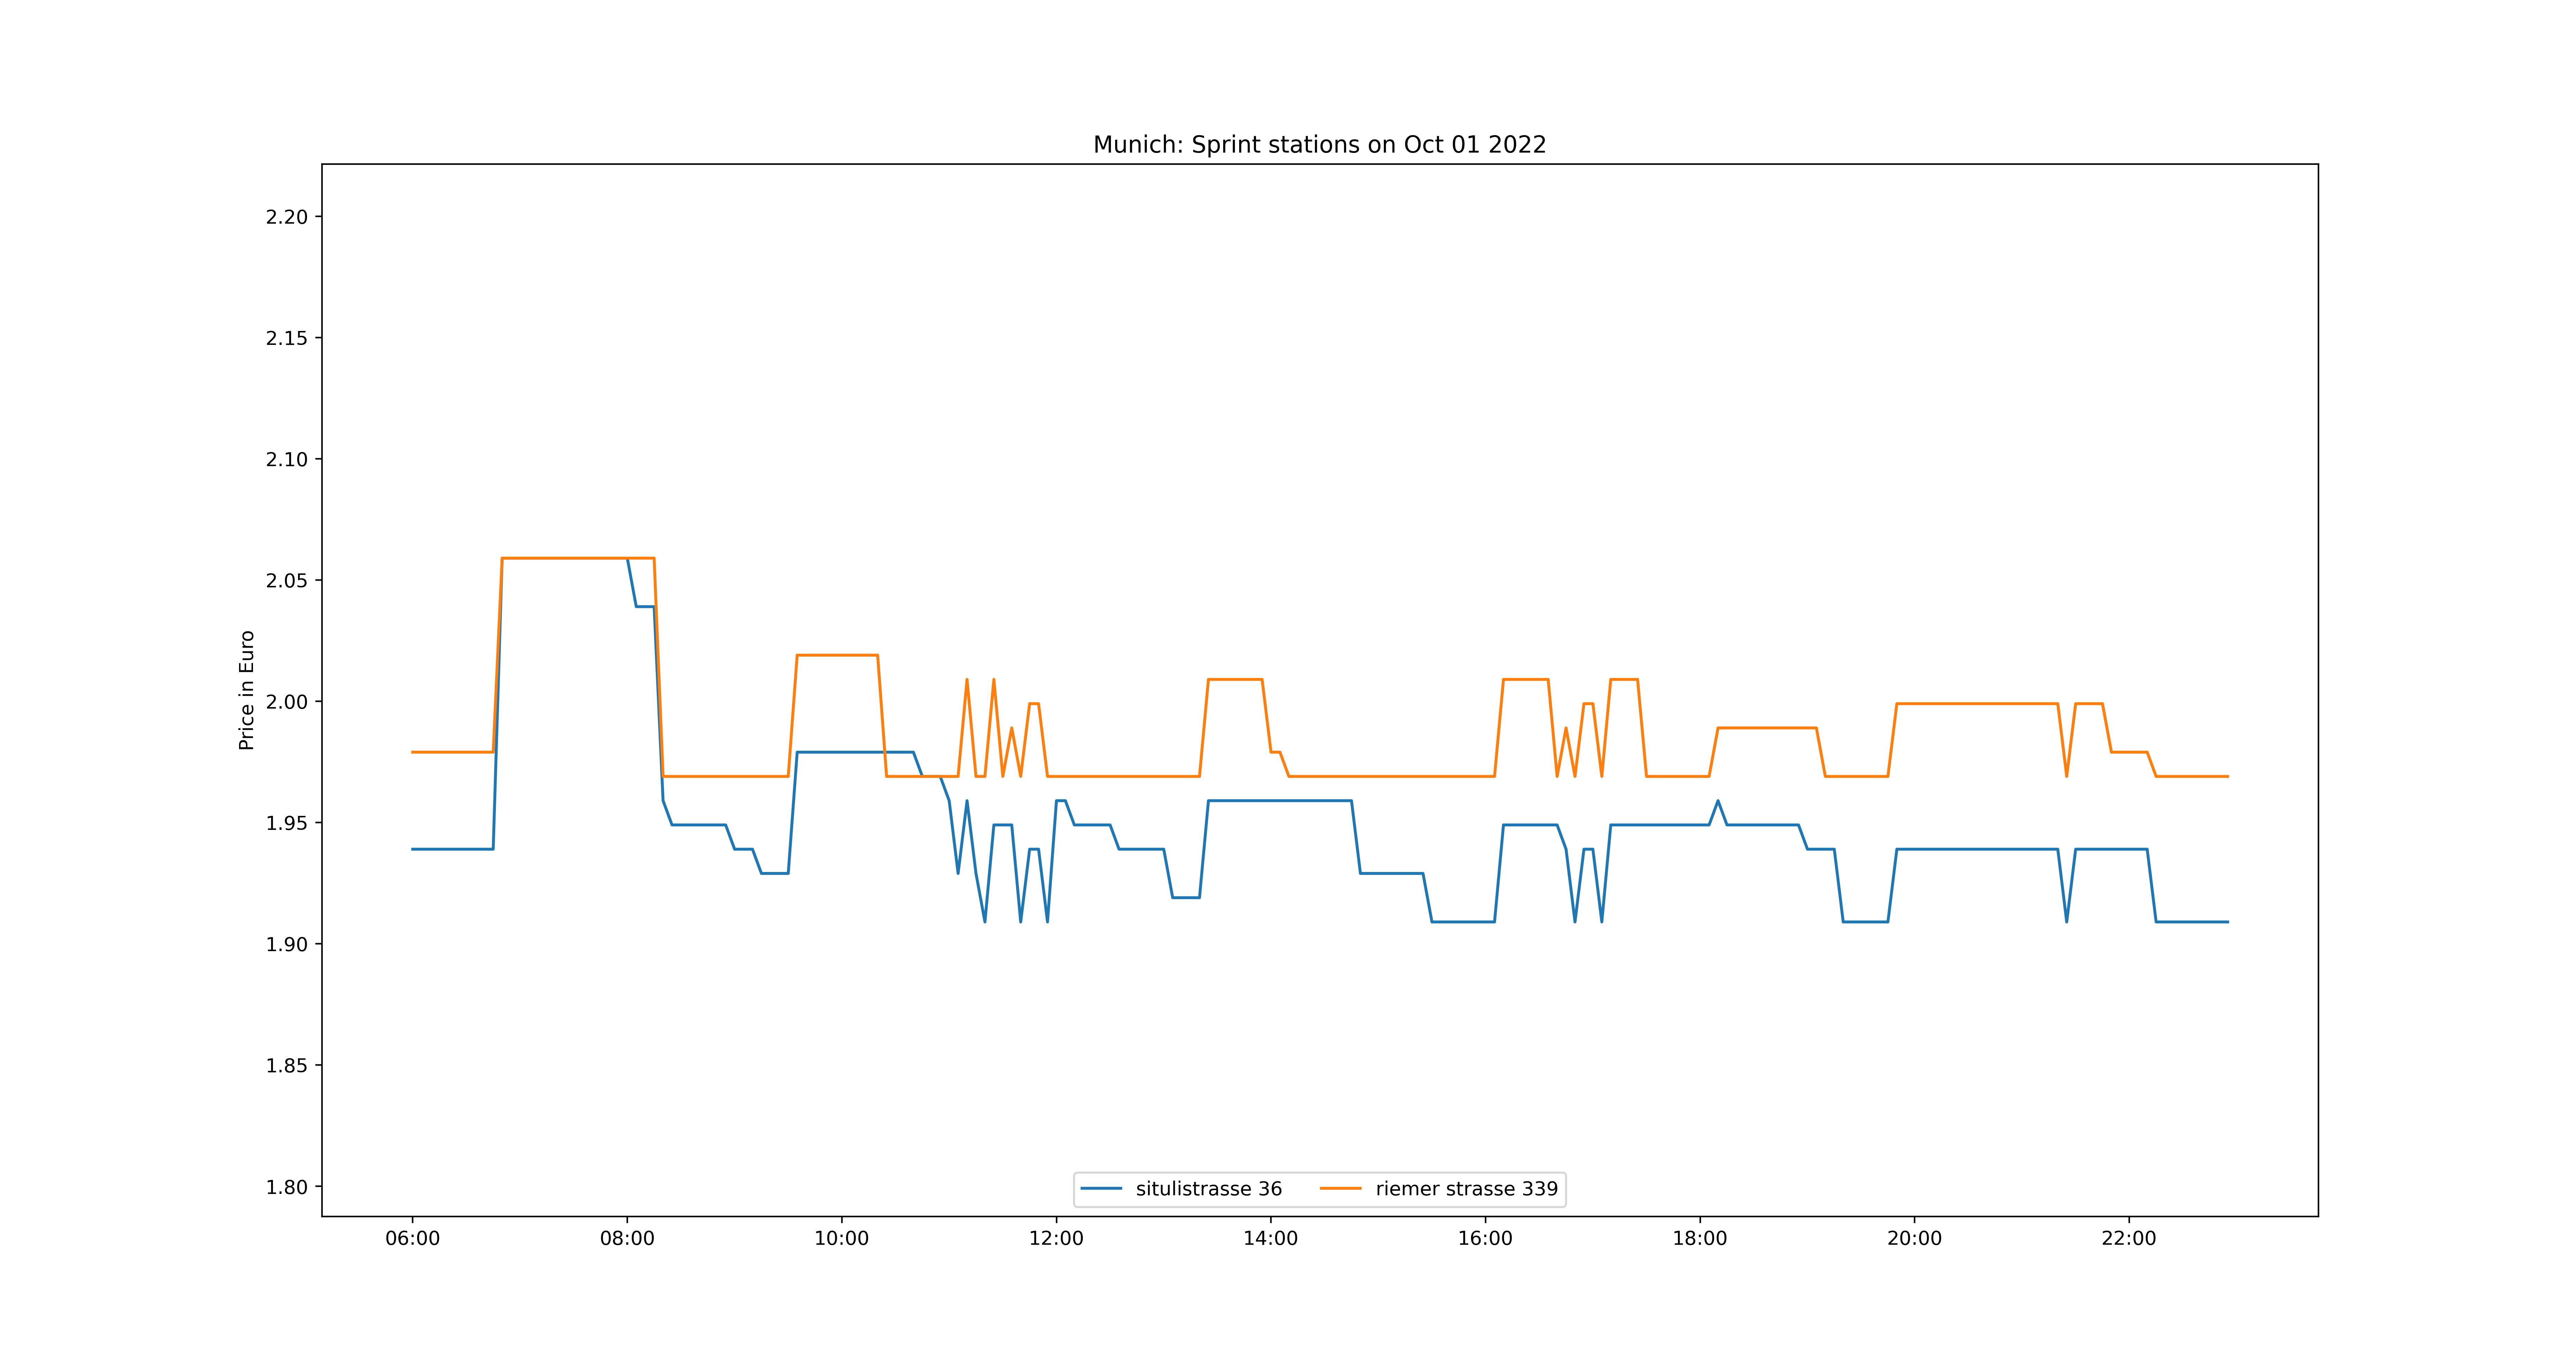 Munich: Sprint stations on Oct 01 2022
2.20
2.15
2.10
2.05
2.00
1.95
1.90
1.85
1.80
Price in Euro
situlistrasse 36 riemer strasse 339
06:00 08:00 10:00 12:00 14:00 16:00 18:00 20:00 22:00